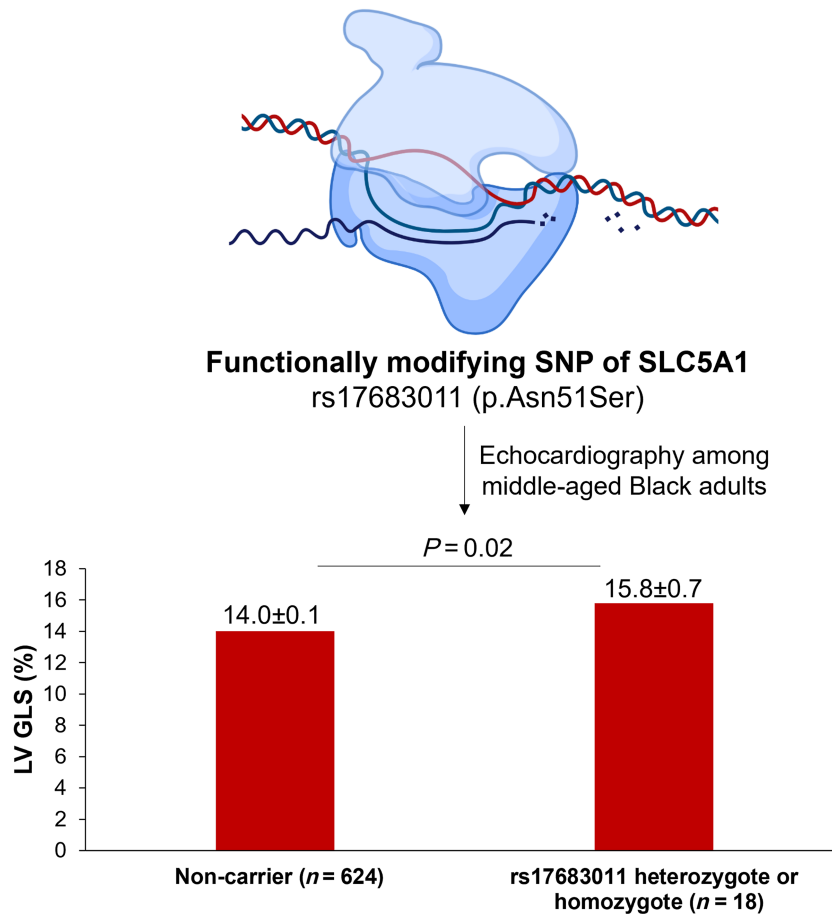 Functionally modifying SNP of SLC5A1
rs17683011 (p.Asn51Ser)
Echocardiography among
middle-aged Black adults
P = 0.02
18
16
14
12
10
8
6
4
2
0
LV GLS (%)
14.0±0.1
15.8±0.7
Non-carrier (n = 624)
rs17683011 heterozygote or
homozygote (n = 18)